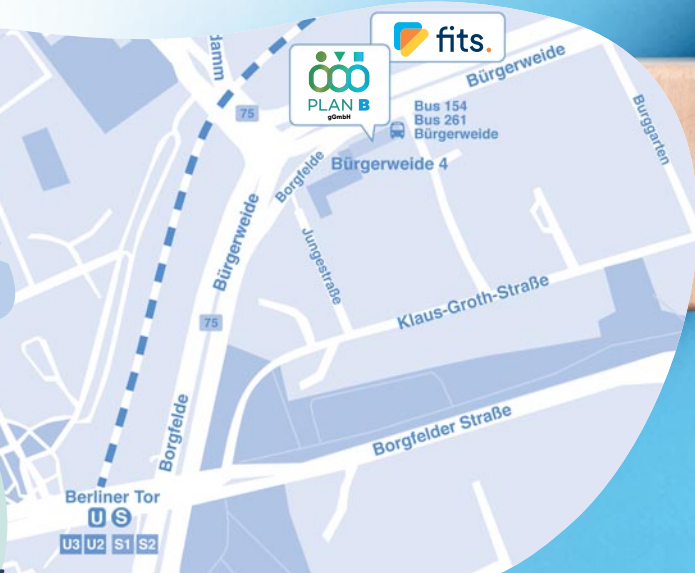 fits.
PLAN B
gGmbH
damm
75
Bürgerweide
Bus 154
Bus 261
Bürgerweide
Burggarten
Borgfelde
Bürgerweide 4
Bürgerweide
Jungestraße
Klaus-Groth-Straße
75
Borgfelde
Borgfelder Straße
Berliner Tor
U S
U3 U2 S1 S2